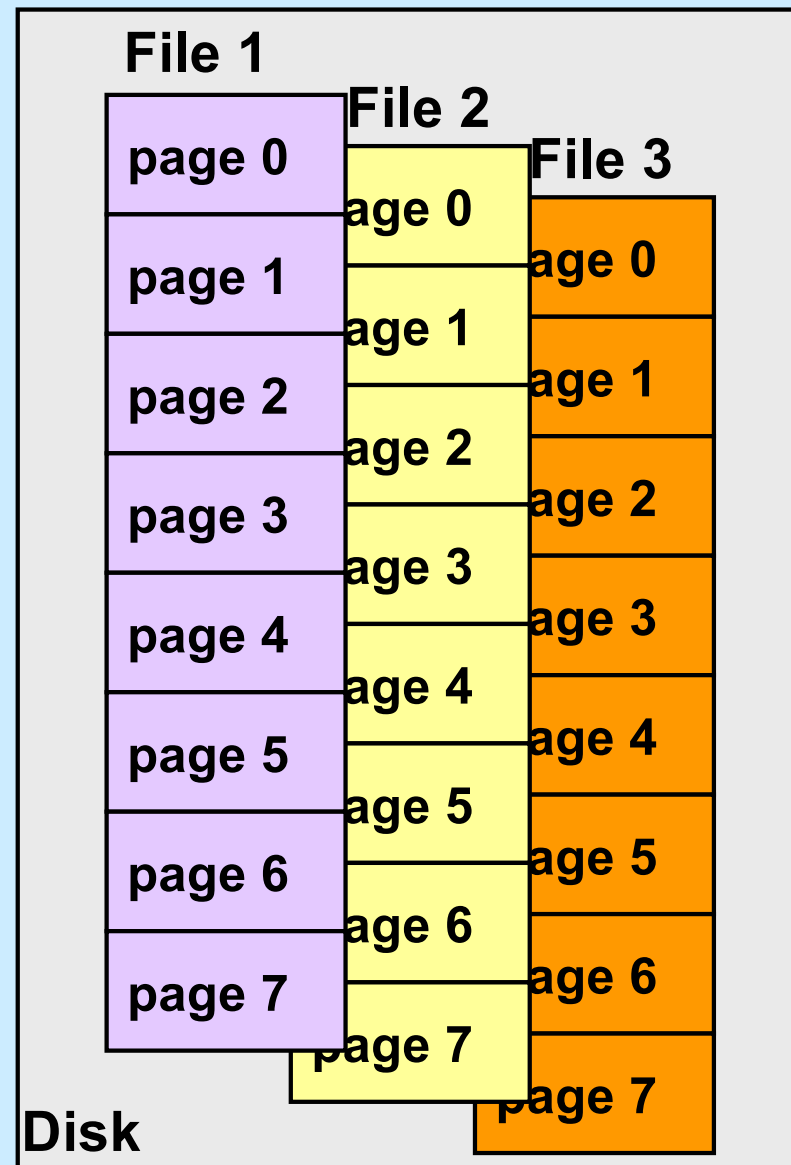 File 1
page 0
page 1
page 2
page 3
page 4
page 5
page 6
page 7
File 2
age 0
age 1
age 2
age 3
age 4
age 5
age 6
page 7
File 3
age 0
age 1
age 2
age 3
age 4
age 5
age 6
page 7
Disk